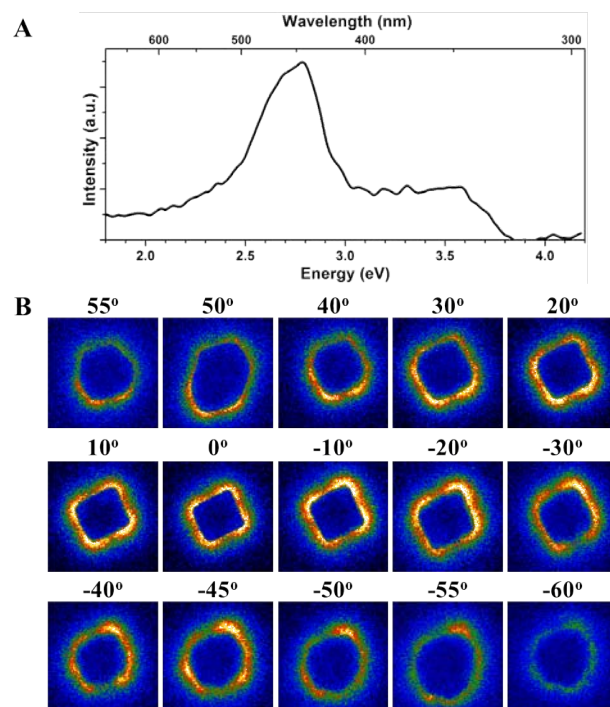 A
Wavelength (nm)
600 500 400 300
Intensity (a.u.)
2.0 2.5 3.0 3.5 4.0
Energy (eV)
B
55° 50° 40° 30° 20°
10° 0° -10° -20° -30°
-40° -45° -50° -55° -60°